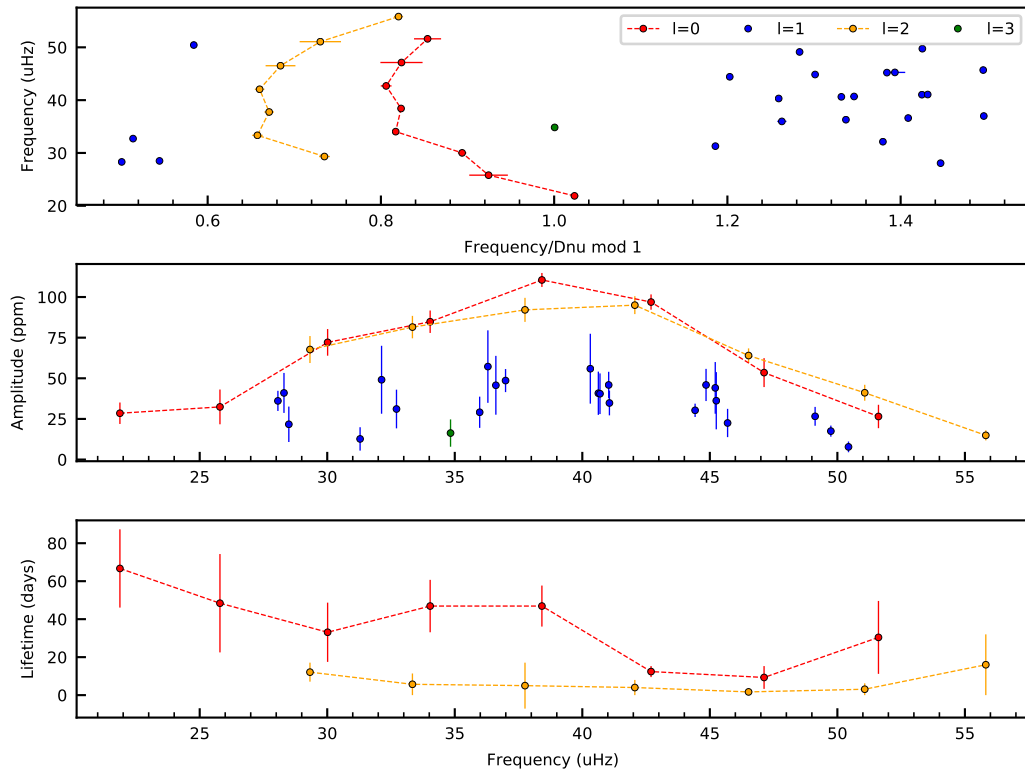 l=0 l=1 l=2 l=3
Frequency (uHz)
50
40
30
20
0.6 0.8 1.0 1.2 1.4
Frequency/Dnu mod 1
Amplitude (ppm)
100
75
50
25
0
25 30 35 40 45 50 55
Lifetime (days)
80
60
40
20
0
25 30 35 40 45 50 55
Frequency (uHz)